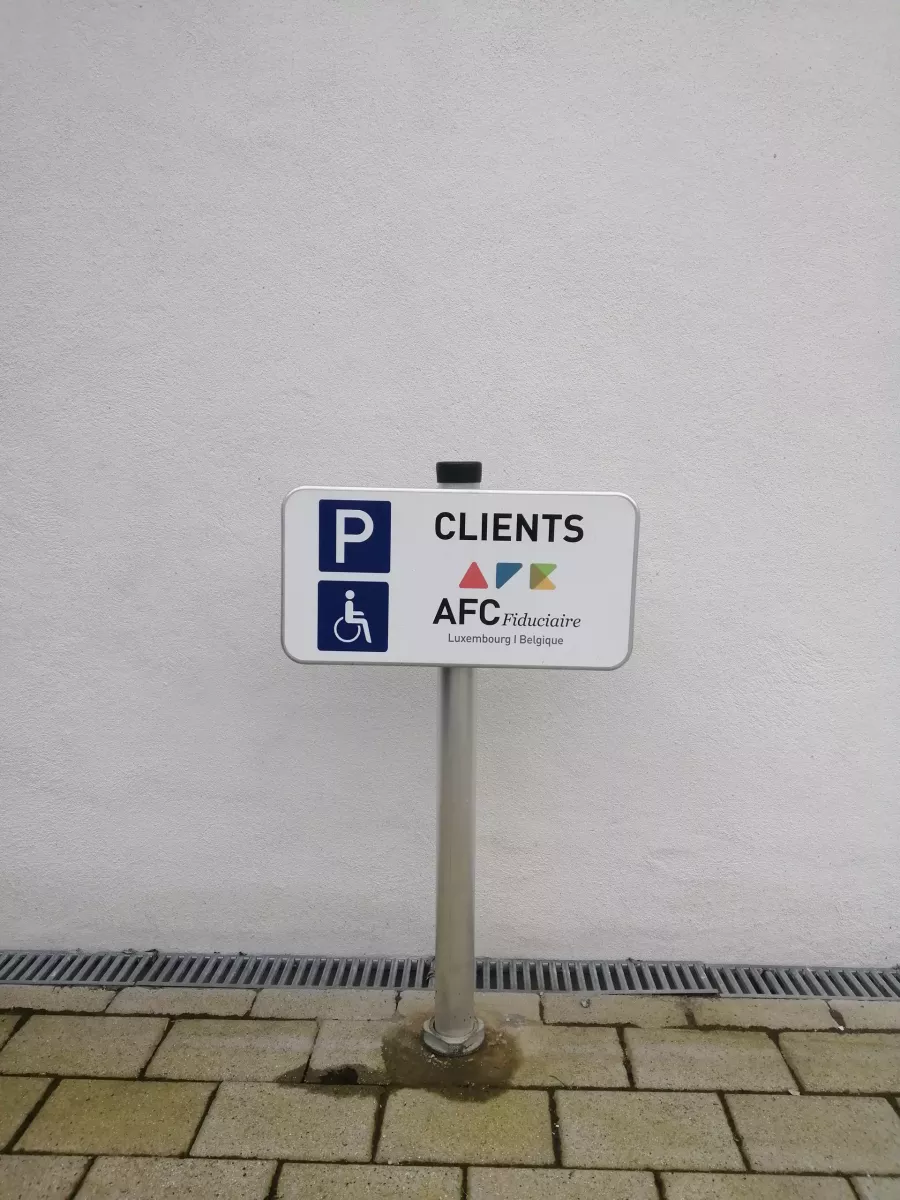 P
CLIENTS
AFC Fiduciaire
Luxembourg | Belgique